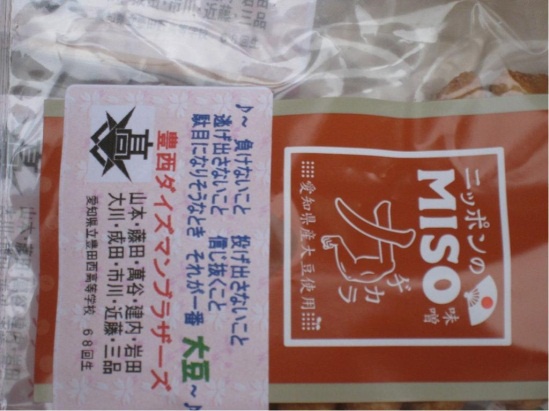 ♪～ 負けないこと 投げ出さないこと
逃げ出さないこと 信じ抜くこと
駄目になりそうなとき それが一番 大豆～♪
高
豊西ダイズマンブラザーズ
山本・藤田・萬谷・建内・岩田
大川・成田・市川・近藤・三品
愛知県立豊田西高等学校 68回生
ニッポンの
MISO
味噌
ヂカラ
愛知県産大豆使用